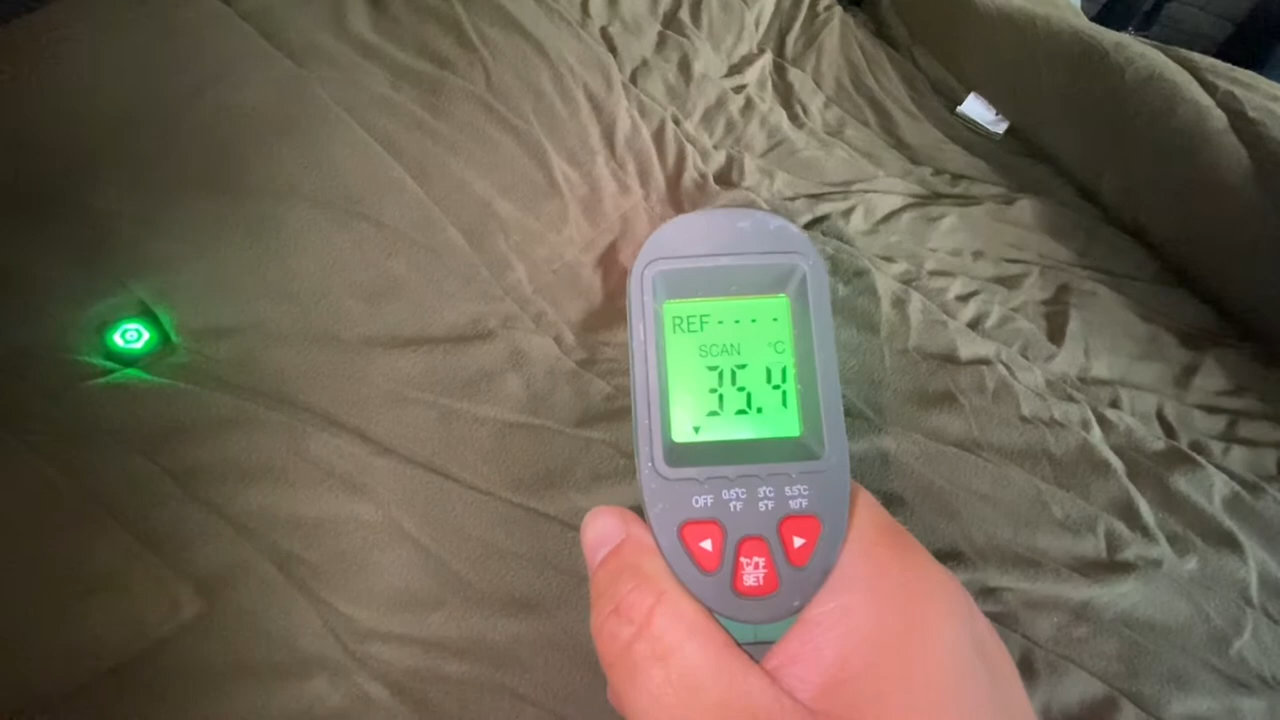 REF----
SCAN °C
35.4
OFF 0.5°C 3°C 5.5°C
1°F 5°F 10°F
°C/°F
SET